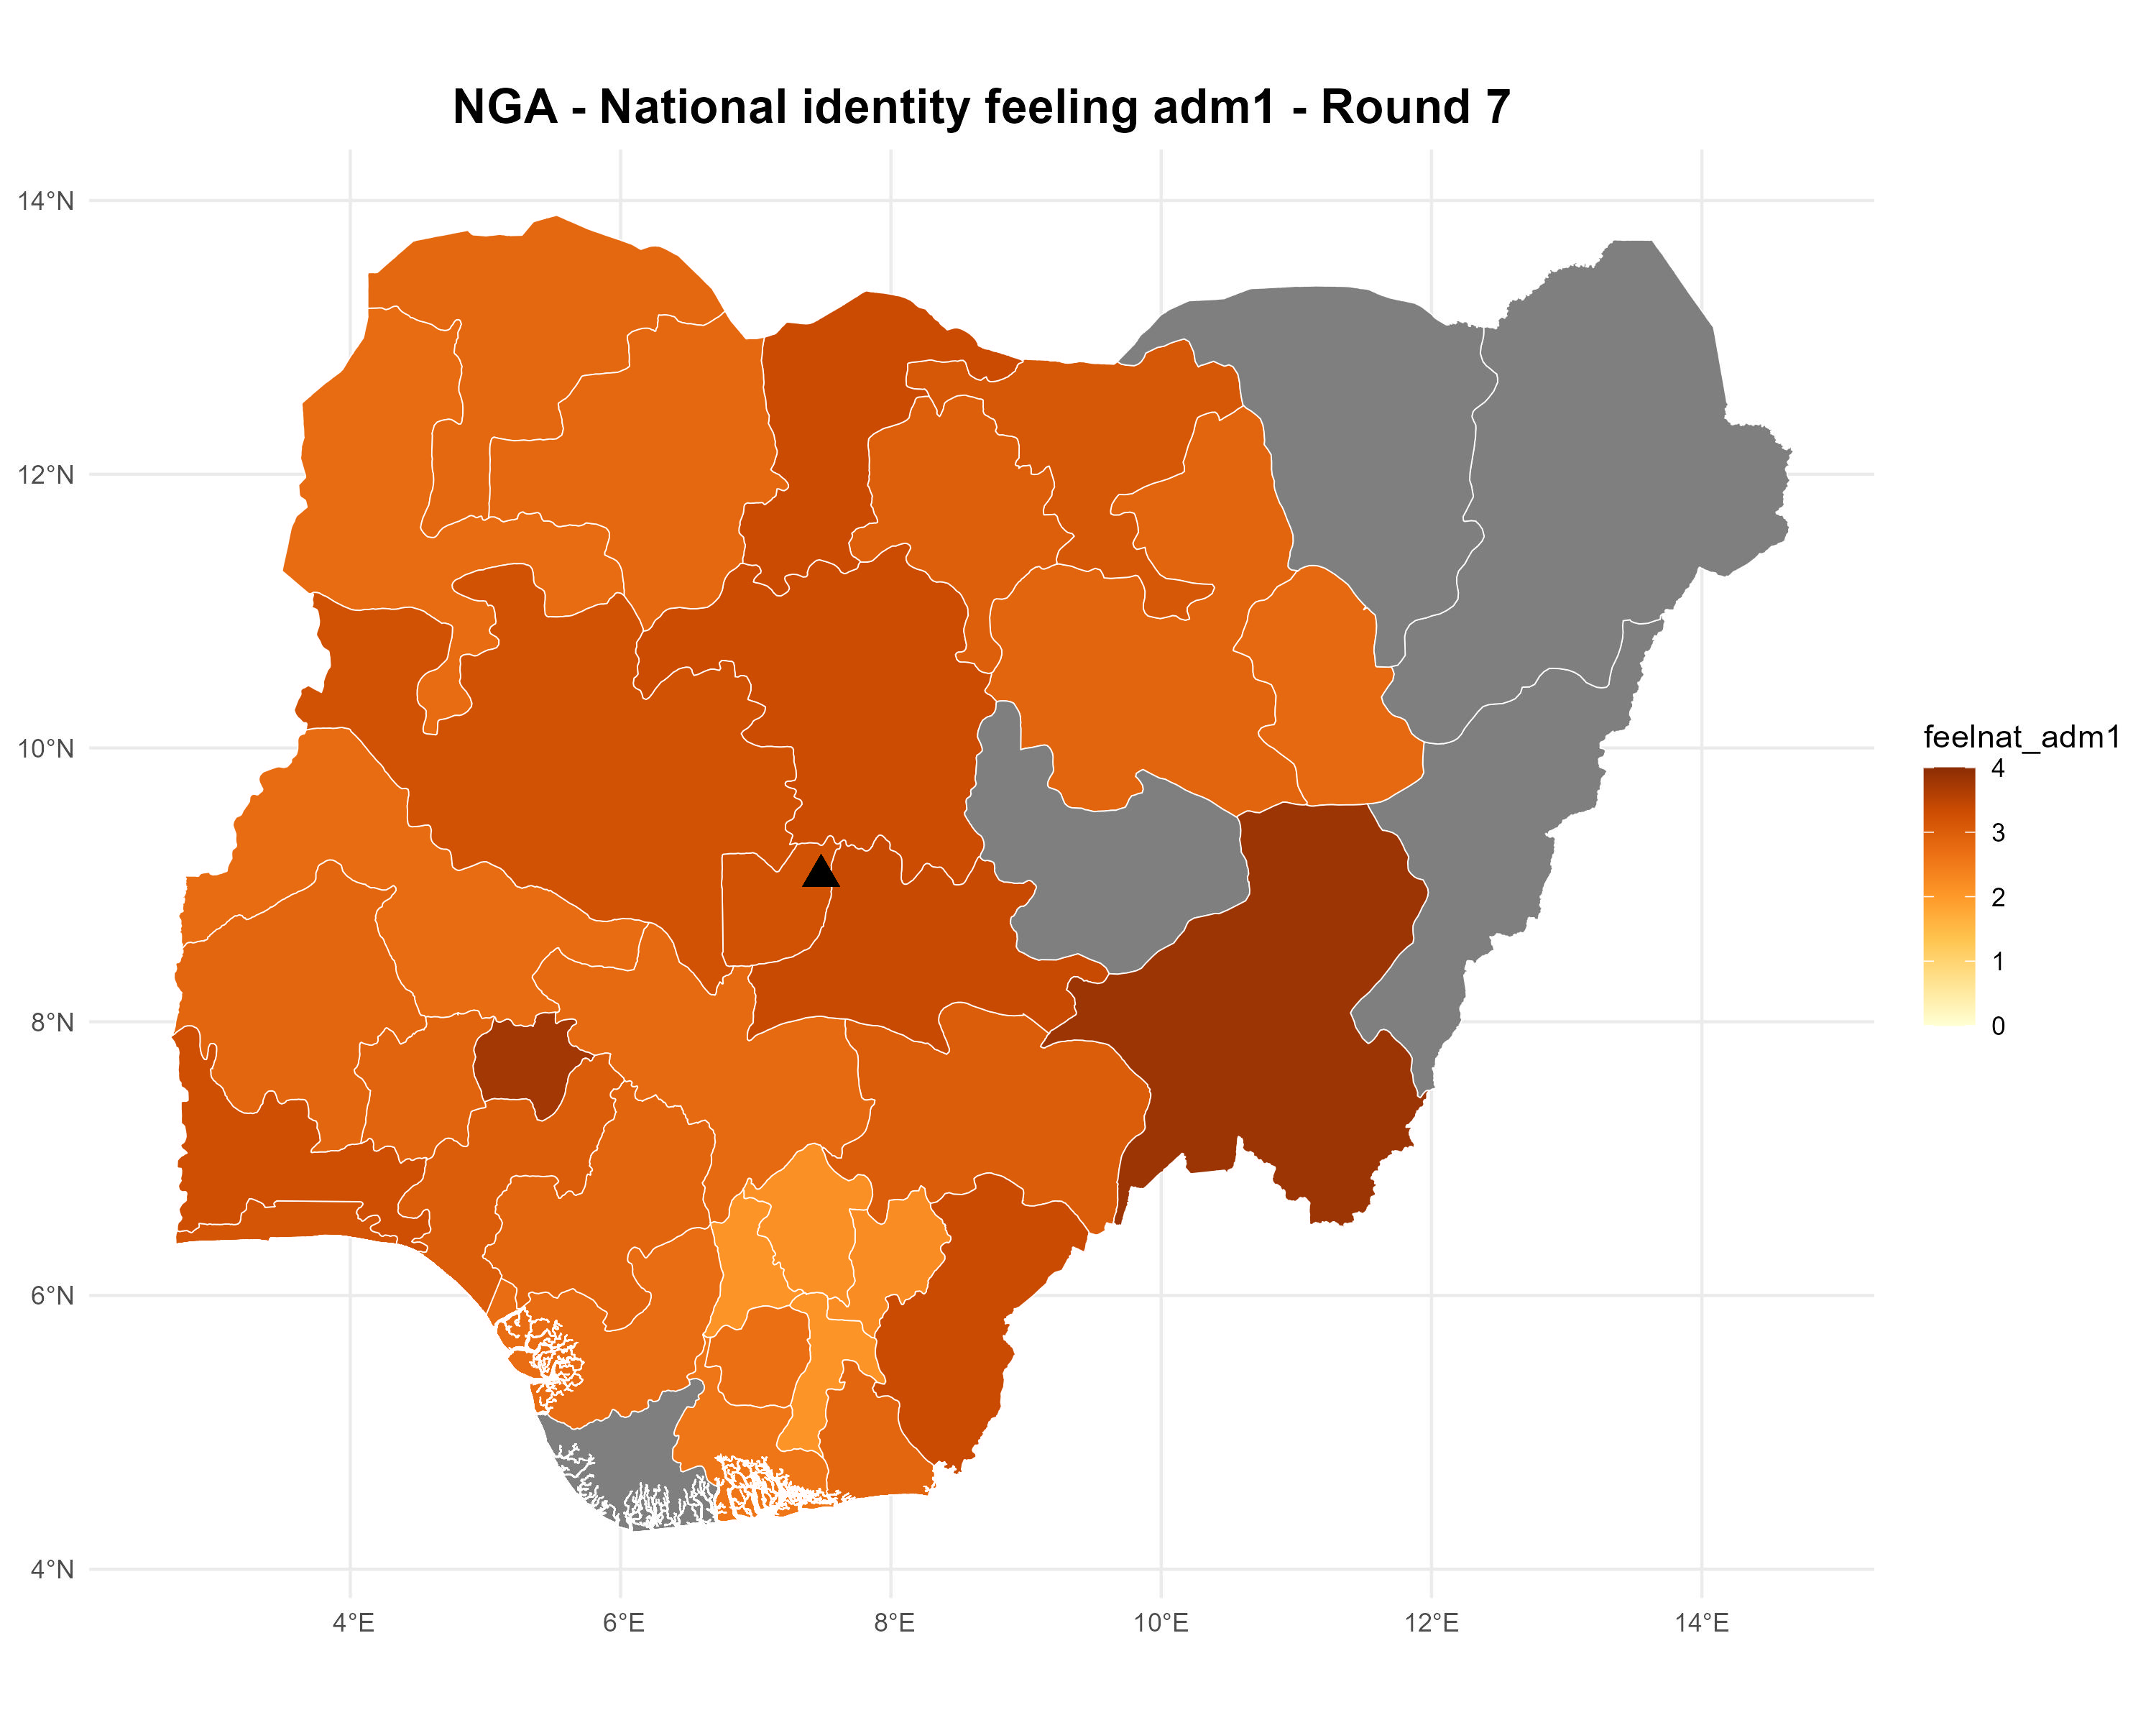 NGA - National identity feeling adm1 - Round 7
14°N
12°N
10°N
8°N
6°N
4°N
4°E
6°E
8°E
10°E
12°E
14°E
feelnat_adm1
4
3
2
1
0